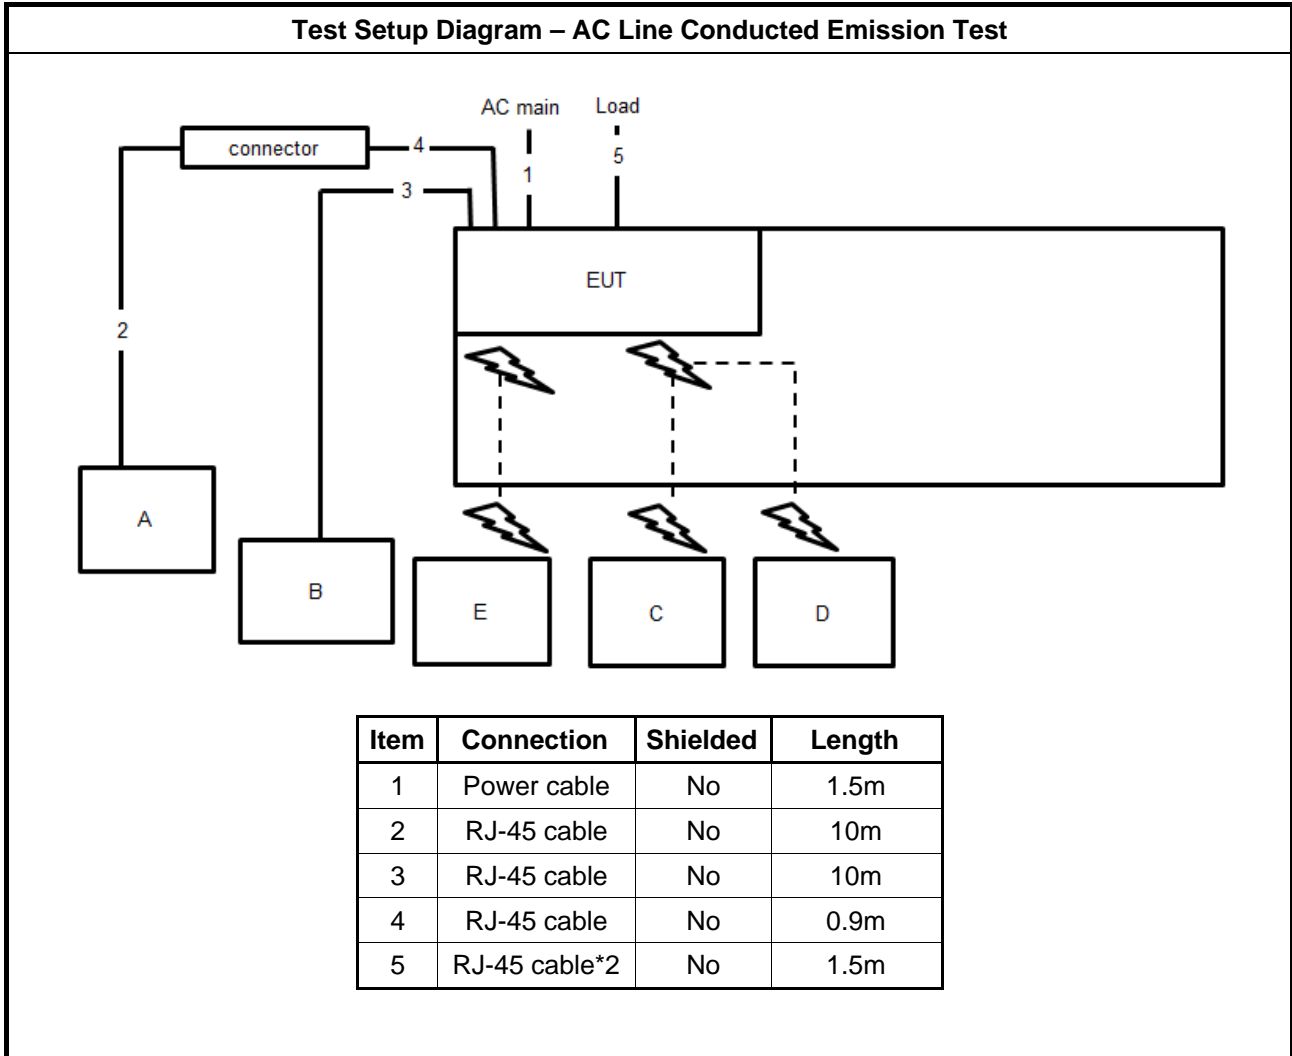 Test Setup Diagram – AC Line Conducted Emission Test
AC main
Load
connector
4
5
1
3
EUT
2
A
B
E
C
D
Item Connection Shielded Length
1 Power cable No 1.5m
2 RJ-45 cable No 10m
3 RJ-45 cable No 10m
4 RJ-45 cable No 0.9m
5 RJ-45 cable*2 No 1.5m